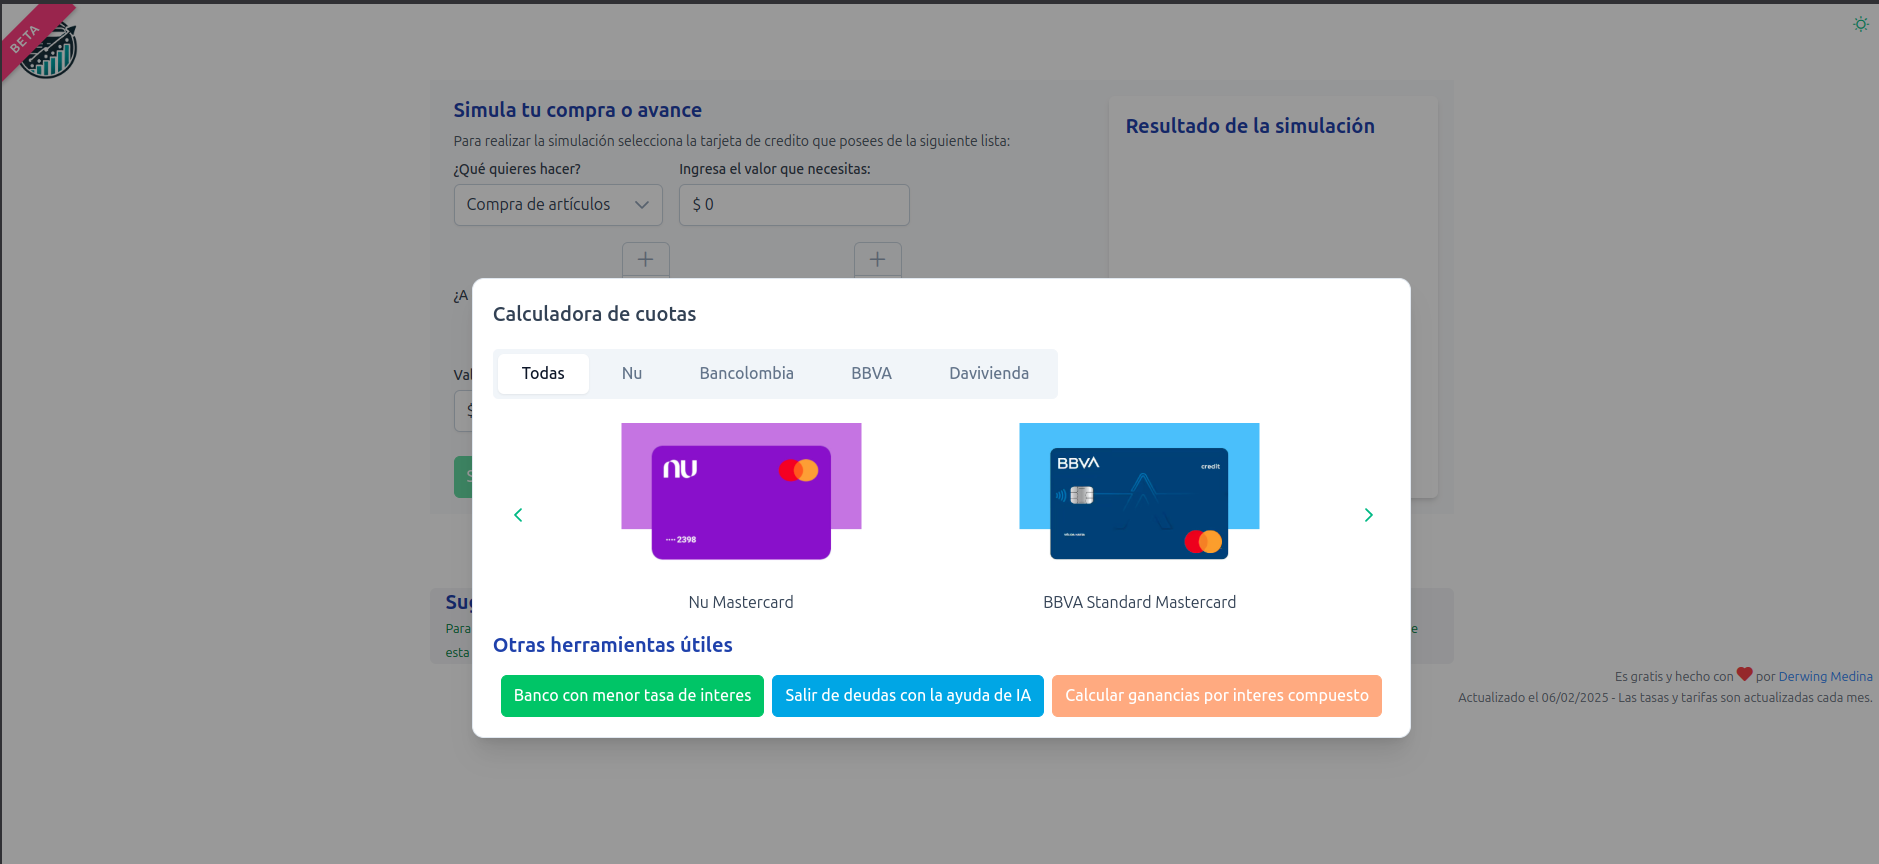 BETA
Simula tu compra o avance
Para realizar la simulación selecciona la tarjeta de credito que posees de la siguiente lista:
¿Qué quieres hacer?
Ingresa el valor que necesitas:
Compra de artículos
$ 0
Resultado de la simulación
¿A
Val
$
S
Calculadora de cuotas
Todas
Nu
Bancolombia
BBVA
Davivienda
nu
•••• 2398
BBVA
credit
Nu Mastercard
BBVA Standard Mastercard
Otras herramientas útiles
Banco con menor tasa de interes
Salir de deudas con la ayuda de IA
Calcular ganancias por interes compuesto
Sug
Para
e
esta
Es gratis y hecho con ❤ por Derwing Medina
Actualizado el 06/02/2025 - Las tasas y tarifas son actualizadas cada mes.